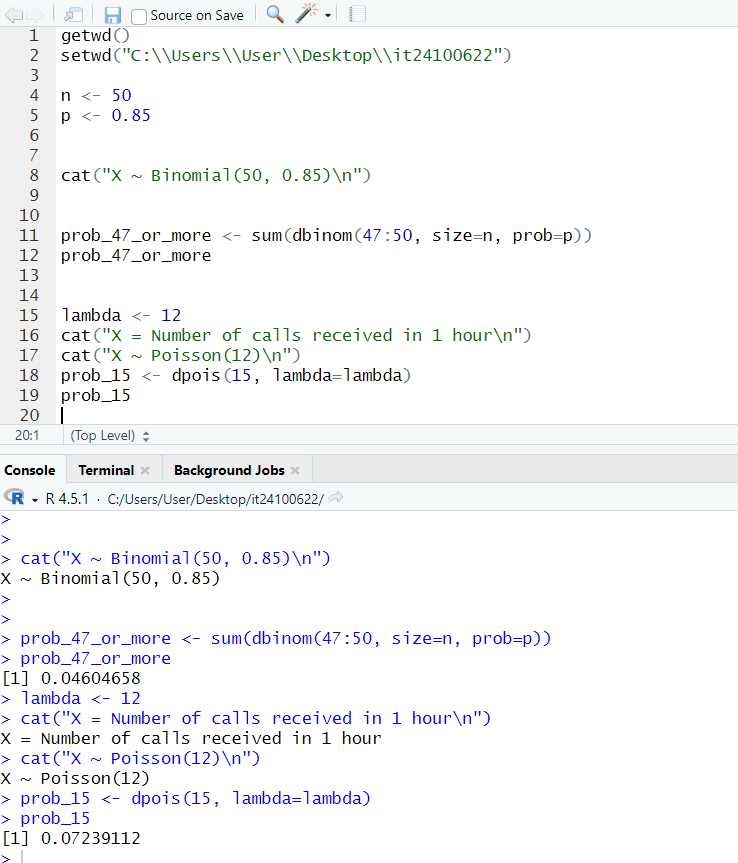 Source on Save
1 getwd()
2 setwd("C:\\Users\\User\\Desktop\\it24100622")
3
4 n <- 50
5 p <- 0.85
6
7
8 cat("X ~ Binomial(50, 0.85)\n")
9
10
11 prob_47_or_more <- sum(dbinom(47:50, size=n, prob=p))
12 prob_47_or_more
13
14
15 lambda <- 12
16 cat("X = Number of calls received in 1 hour\n")
17 cat("X ~ Poisson(12)\n")
18 prob_15 <- dpois(15, lambda=lambda)
19 prob_15
20
20:1 (Top Level)
Console Terminal Background Jobs
R R 4.5.1 · C:/Users/User/Desktop/it24100622/
>
>
> cat("X ~ Binomial(50, 0.85)\n")
X ~ Binomial(50, 0.85)
>
>
> prob_47_or_more <- sum(dbinom(47:50, size=n, prob=p))
> prob_47_or_more
[1] 0.04604658
> lambda <- 12
> cat("X = Number of calls received in 1 hour\n")
X = Number of calls received in 1 hour
> cat("X ~ Poisson(12)\n")
X ~ Poisson(12)
> prob_15 <- dpois(15, lambda=lambda)
> prob_15
[1] 0.07239112
>